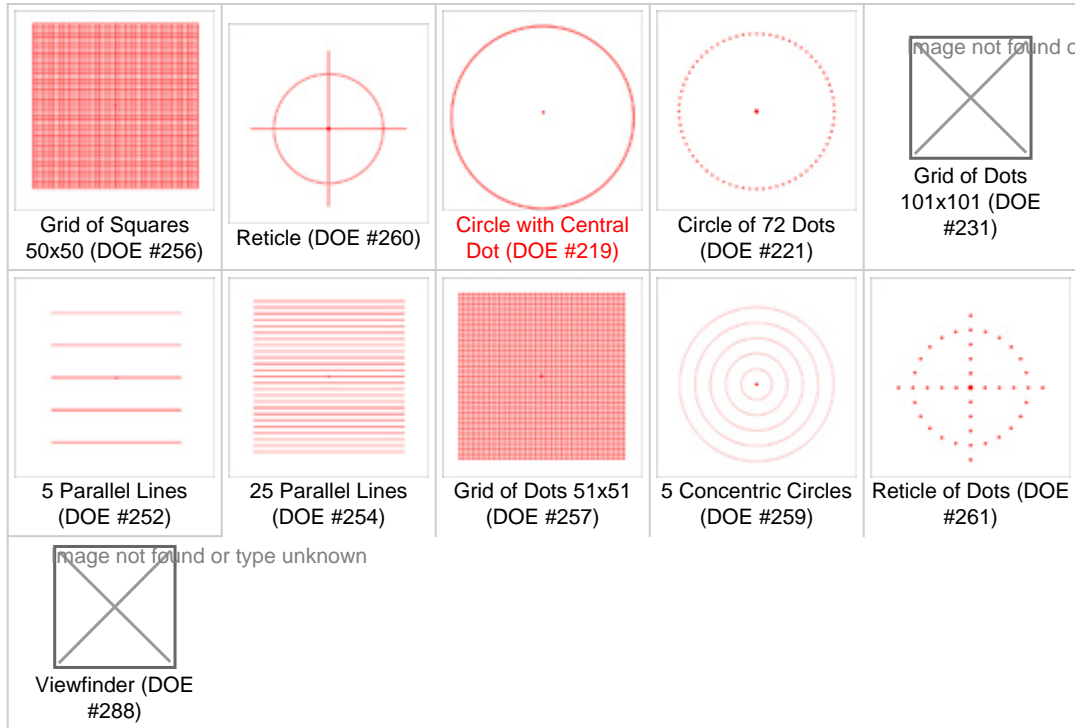 Image not found o
Grid of Squares
50x50 (DOE #256)
Reticle (DOE #260)
Circle with Central
Dot (DOE #219)
Circle of 72 Dots
(DOE #221)
Grid of Dots
101x101 (DOE
#231)
5 Parallel Lines
(DOE #252)
25 Parallel Lines
(DOE #254)
Grid of Dots 51x51
(DOE #257)
5 Concentric Circles
(DOE #259)
Reticle of Dots (DOE
#261)
Image not found or type unknown
Viewfinder (DOE
#288)